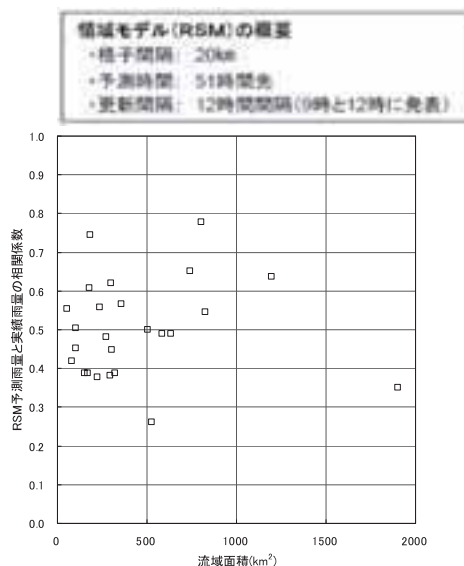 領域モデル(RSM)の概要
・格子間隔: 20km
・予測時間: 51時間先
・更新間隔: 12時間間隔(9時と12時に発表)
1.0
0.9
0.8
0.7
0.6
0.5
0.4
0.3
0.2
0.1
0.0
RSM予測雨量と実績雨量の相関係数
0 500 1000 1500 2000
流域面積(km²)